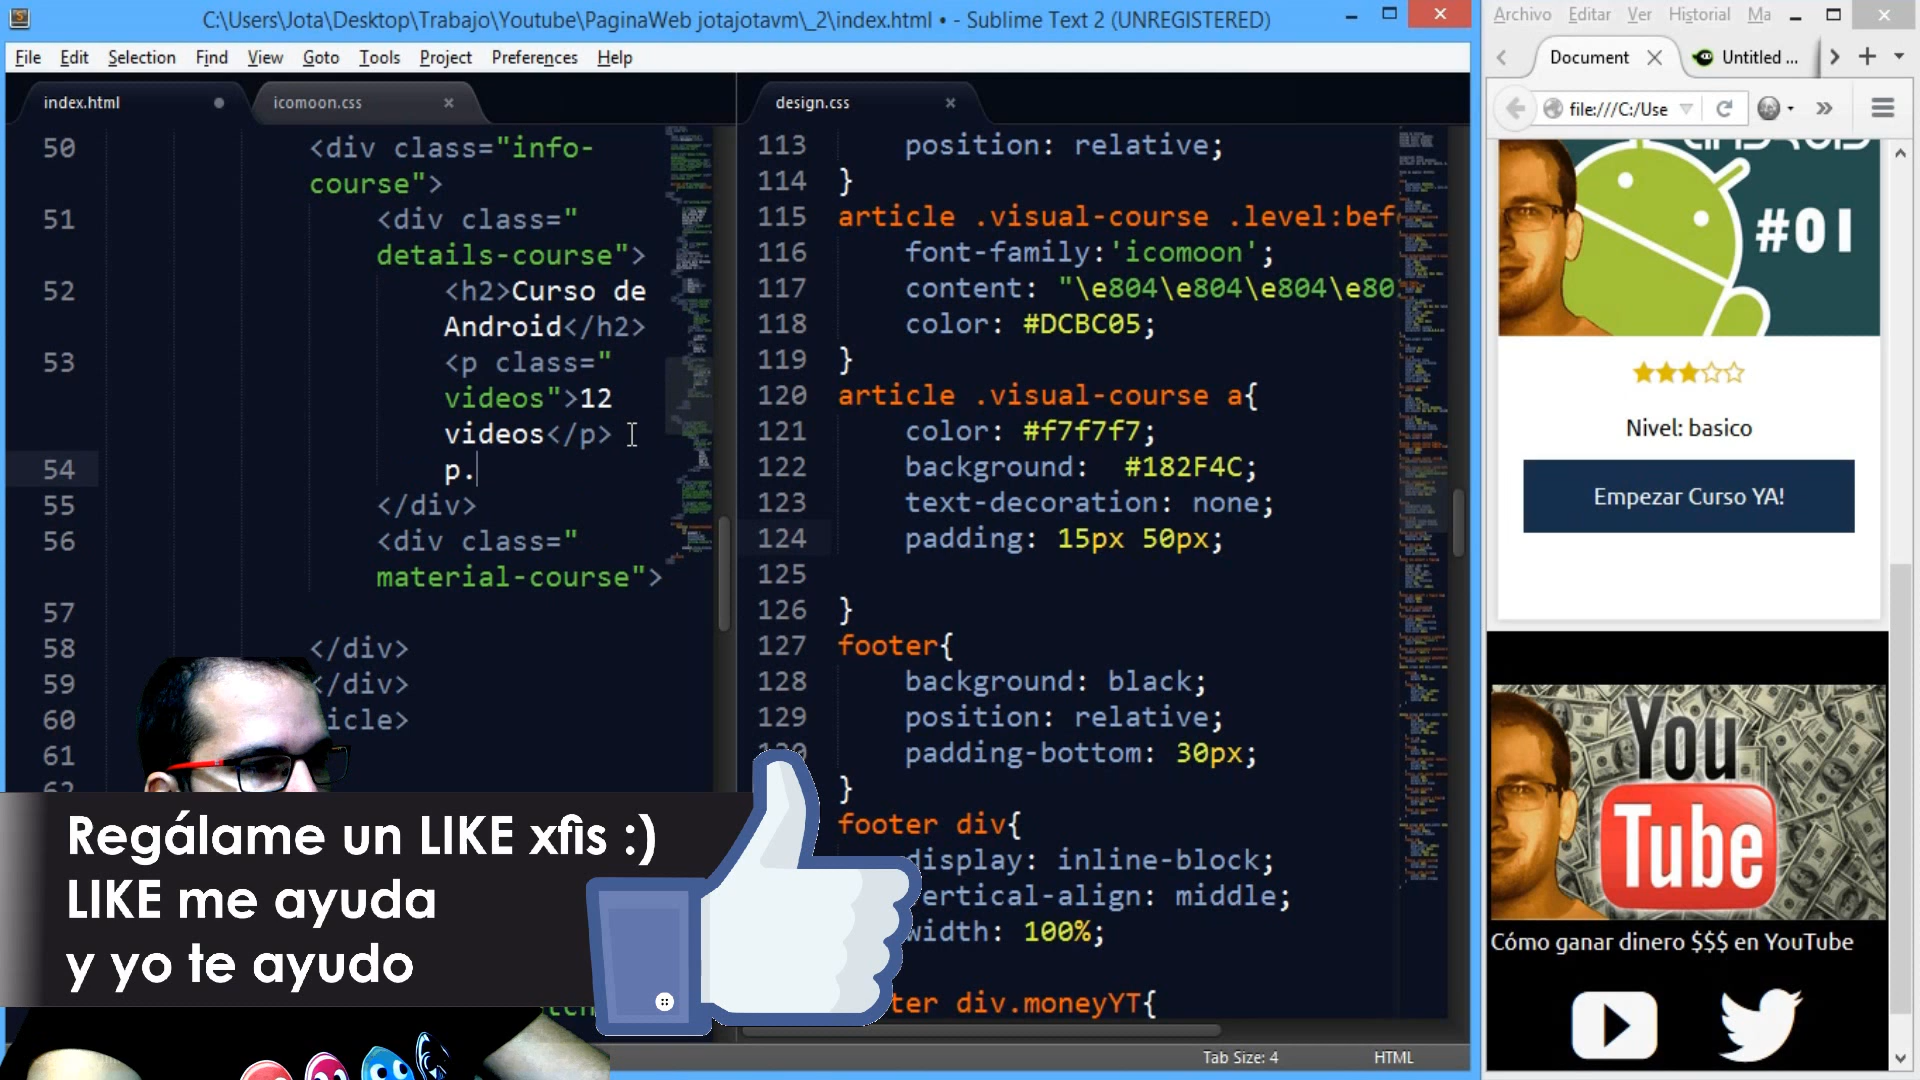 C:\Users\Jota\Desktop\Trabajo\Youtube\PaginaWeb jotajotavm\_2\index.html • - Sublime Text 2 (UNREGISTERED)
File Edit Selection Find View Goto Tools Project Preferences Help
index.html
icomoon.css
50 <div class="info-
course">
51 <div class="
details-course">
52 <h2>Curso de
Android</h2>
53 <p class="
videos">12
videos</p>
54 p.
55 </div>
56 <div class="
material-course">
57
58 </div>
59 </div>
60 icle>
61
62
design.css
113 position: relative;
114 }
115 article .visual-course .level:bef
116 font-family:'icomoon';
117 content: "\e804\e804\e804\e80
118 color: #DCBC05;
119 }
120 article .visual-course a{
121 color: #f7f7f7;
122 background: #182F4C;
123 text-decoration: none;
124 padding: 15px 50px;
125
126 }
127 footer{
128 background: black;
129 position: relative;
130 padding-bottom: 30px;
}
footer div{
display: inline-block;
vertical-align: middle;
width: 100%;
ter div.moneyYT{
Tab Size: 4
HTML
Regálame un LIKE xfis :)
LIKE me ayuda
y yo te ayudo
Archivo Editar Ver Historial Ma
Document
Untitled ...
file:///C:/Use
#01
Nivel: basico
Empezar Curso YA!
You
Tube
Cómo ganar dinero $$$ en YouTube